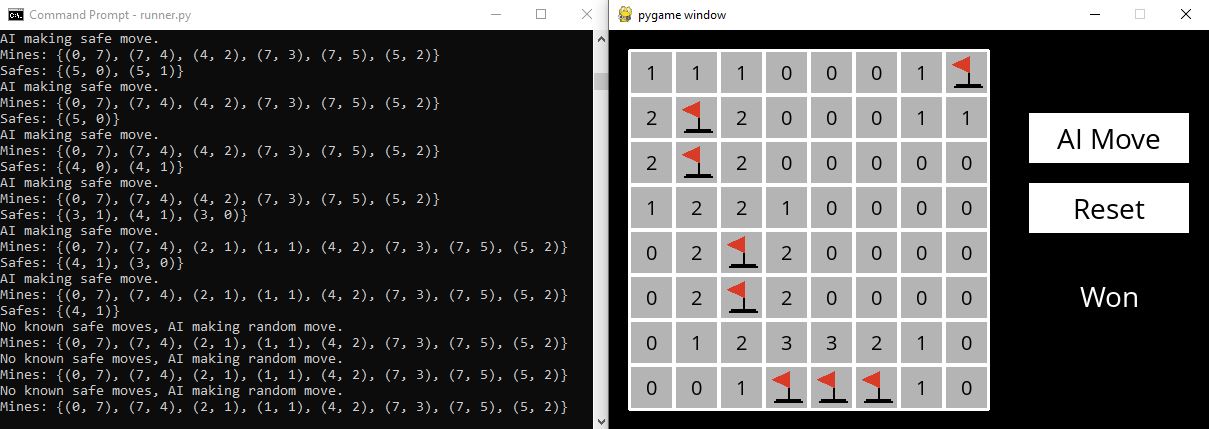 Command Prompt - runner.py
AI making safe move.
Mines: {(0, 7), (7, 4), (4, 2), (7, 3), (7, 5), (5, 2)}
Safes: {(5, 0), (5, 1)}
AI making safe move.
Mines: {(0, 7), (7, 4), (4, 2), (7, 3), (7, 5), (5, 2)}
Safes: {(5, 0)}
AI making safe move.
Mines: {(0, 7), (7, 4), (4, 2), (7, 3), (7, 5), (5, 2)}
Safes: {(4, 0), (4, 1)}
AI making safe move.
Mines: {(0, 7), (7, 4), (4, 2), (7, 3), (7, 5), (5, 2)}
Safes: {(3, 1), (4, 1), (3, 0)}
AI making safe move.
Mines: {(0, 7), (7, 4), (2, 1), (1, 1), (4, 2), (7, 3), (7, 5), (5, 2)}
Safes: {(4, 1), (3, 0)}
AI making safe move.
Mines: {(0, 7), (7, 4), (2, 1), (1, 1), (4, 2), (7, 3), (7, 5), (5, 2)}
Safes: {(4, 1)}
No known safe moves, AI making random move.
Mines: {(0, 7), (7, 4), (2, 1), (1, 1), (4, 2), (7, 3), (7, 5), (5, 2)}
No known safe moves, AI making random move.
Mines: {(0, 7), (7, 4), (2, 1), (1, 1), (4, 2), (7, 3), (7, 5), (5, 2)}
No known safe moves, AI making random move.
Mines: {(0, 7), (7, 4), (2, 1), (1, 1), (4, 2), (7, 3), (7, 5), (5, 2)}
pygame window
1 1 1 0 0 0 1
2 2 0 0 0 1 1
2 2 0 0 0 0 0
1 2 2 1 0 0 0 0
0 2 2 0 0 0 0
0 2 2 0 0 0 0
0 1 2 3 3 2 1 0
0 0 1 1 0
AI Move
Reset
Won